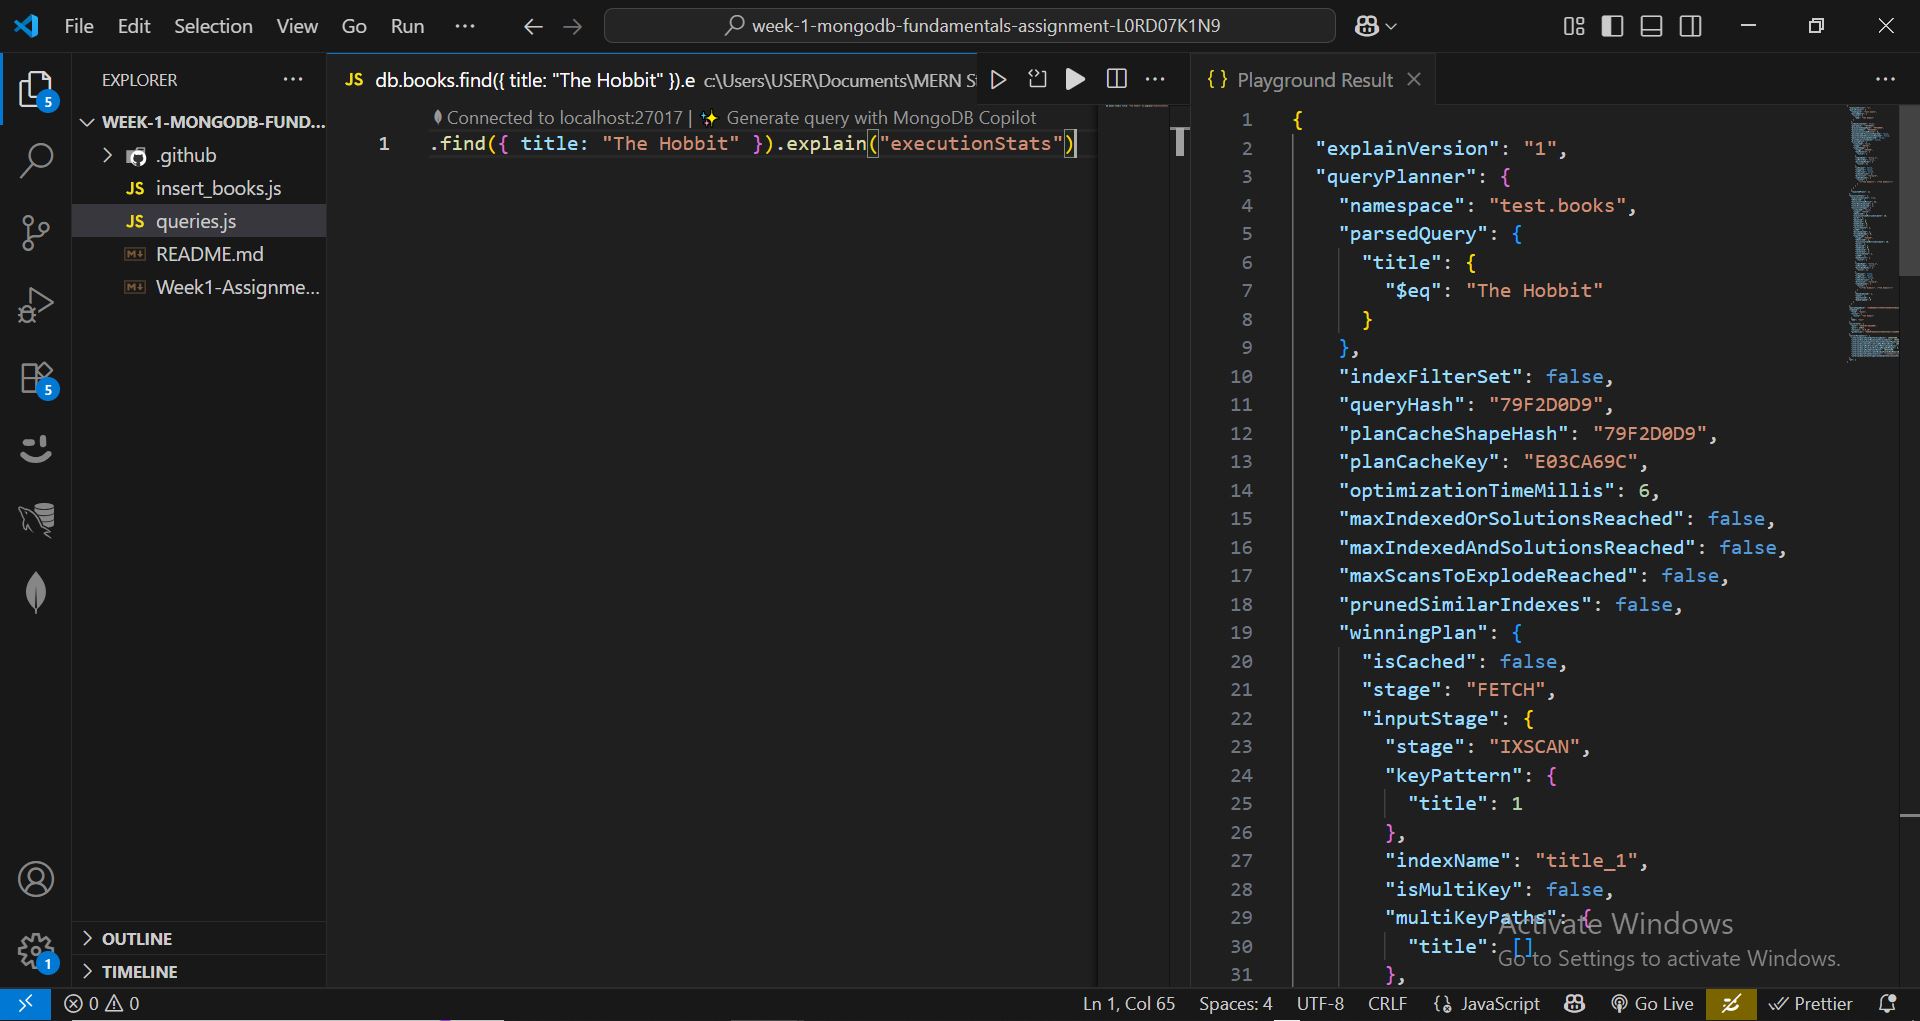 File Edit Selection View Go Run ···
week-1-mongodb-fundamentals-assignment-L0RD07K1N9
EXPLORER
WEEK-1-MONGODB-FUND...
.github
JS insert_books.js
JS queries.js
README.md
Week1-Assignme...
OUTLINE
TIMELINE
5
5
1
JS db.books.find({ title: "The Hobbit" }).e c:\Users\USER\Documents\MERN S
Connected to localhost:27017 | ✨ Generate query with MongoDB Copilot
1 .find({ title: "The Hobbit" }).explain("executionStats")
{} Playground Result
1 {
2 "explainVersion": "1",
3 "queryPlanner": {
4 "namespace": "test.books",
5 "parsedQuery": {
6 "title": {
7 "$eq": "The Hobbit"
8 }
9 },
10 "indexFilterSet": false,
11 "queryHash": "79F2D0D9",
12 "planCacheShapeHash": "79F2D0D9",
13 "planCacheKey": "E03CA69C",
14 "optimizationTimeMillis": 6,
15 "maxIndexedOrSolutionsReached": false,
16 "maxIndexedAndSolutionsReached": false,
17 "maxScansToExplodeReached": false,
18 "prunedSimilarIndexes": false,
19 "winningPlan": {
20 "isCached": false,
21 "stage": "FETCH",
22 "inputStage": {
23 "stage": "IXSCAN",
24 "keyPattern": {
25 "title": 1
26 },
27 "indexName": "title_1",
28 "isMultiKey": false,
29 "multiKeyPaths": {
30 "title": []
31 },
Activate Windows
Go to Settings to activate Windows.
0 0
Ln 1, Col 65 Spaces: 4 UTF-8 CRLF {} JavaScript Go Live Prettier